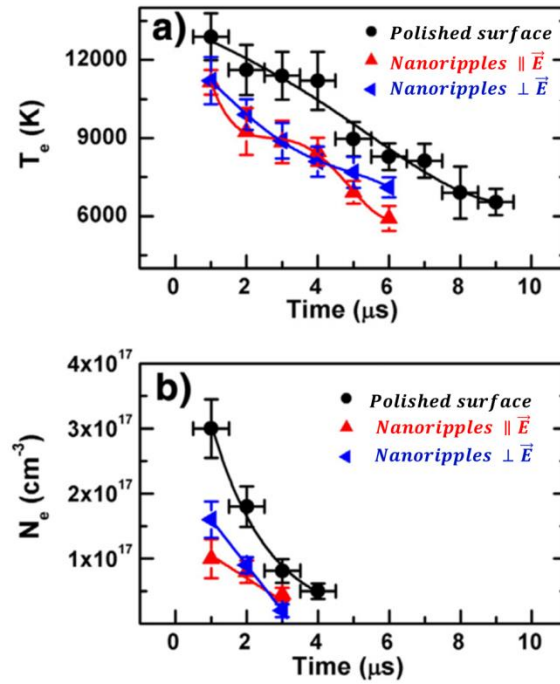 a)
Polished surface
Nanoripples ∥ E⃗
Nanoripples ⊥ E⃗
12000
9000
6000
Tₑ (K)
0 2 4 6 8 10
Time (μs)
b)
Polished surface
Nanoripples ∥ E⃗
Nanoripples ⊥ E⃗
4x10¹⁷
3x10¹⁷
2x10¹⁷
1x10¹⁷
Nₑ (cm⁻³)
0 2 4 6 8 10
Time (μs)